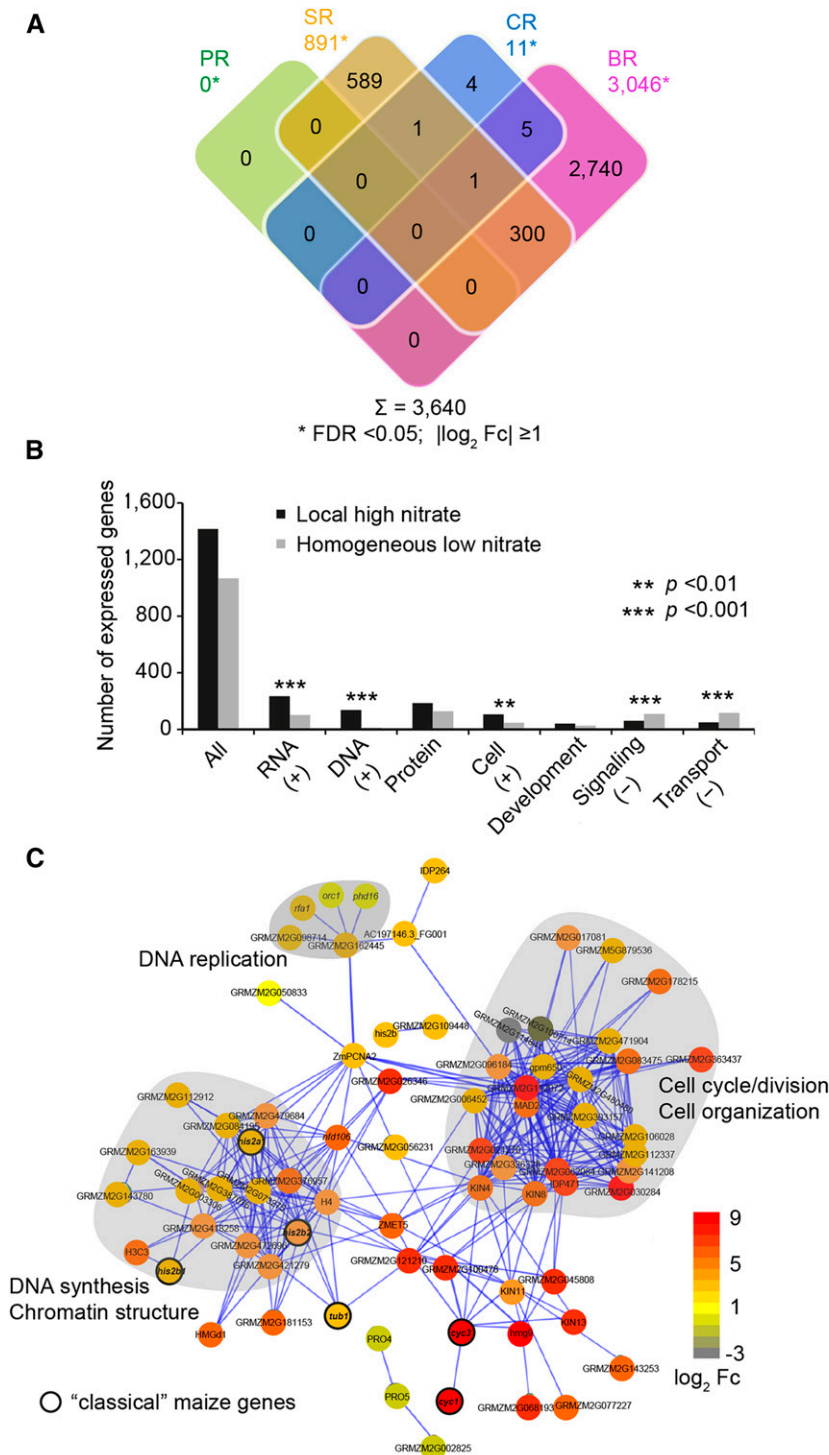 A
PR
0*
SR
891*
CR
11*
BR
3,046*
589
4
0
1
5
0
2,740
0
1
0
0
300
0
0
0
Σ = 3,640
* FDR <0.05; |log₂ Fc| ≥1
B
Number of expressed genes
1,600
1,200
800
400
0
Local high nitrate
Homogeneous low nitrate
** p <0.01
*** p <0.001
***
***
**
***
***
All
RNA
(+)
DNA
(+)
Protein
Cell
(+)
Development
Signaling
(−)
Transport
(−)
C
IDP264
orc1
phd16
rfa1
AC197146.3_FG001
GRMZM2G098714
GRMZM2G162445
DNA replication
GRMZM2G017081
GRMZM5G879536
GRMZM2G178215
GRMZM2G050833
his2b
GRMZM2G109448
GRMZM2G471904
ZmPCNA2
GRMZM2G096184
gpm650
GRMZM2G083475
GRMZM2G363437
GRMZM2G026346
MAD2
Cell cycle/division
Cell organization
GRMZM2G112912
GRMZM2G479684
GRMZM2G006452
GRMZM2G084195
his2a1
nfd106
GRMZM2G106028
GRMZM2G163939
GRMZM2G056231
GRMZM2G112337
GRMZM2G376957
GRMZM2G141208
GRMZM2G143780
H4
KIN4
KIN8
IDP471
GRMZM2G030284
GRMZM2G418258
his2b2
ZMET5
H3C3
GRMZM2G472696
his2b1
GRMZM2G421279
GRMZM2G121210
GRMZM2G100476
DNA synthesis
Chromatin structure
GRMZM2G045808
KIN11
HMGd1
GRMZM2G181153
tub1
cyc3
hmgi1
KIN13
PRO4
GRMZM2G143253
PRO5
cyc1
GRMZM2G068193
GRMZM2G077227
GRMZM2G002825
"classical" maize genes
9
5
1
-3
log₂ Fc